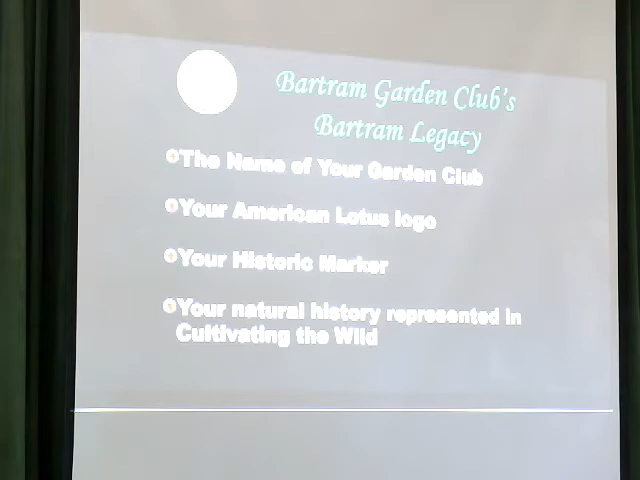 Bartram Garden Club's
Bartram Legacy
The Name of Your Garden Club
Your American Lotus logo
Your Historic Marker
Your natural history represented in
Cultivating the Wild